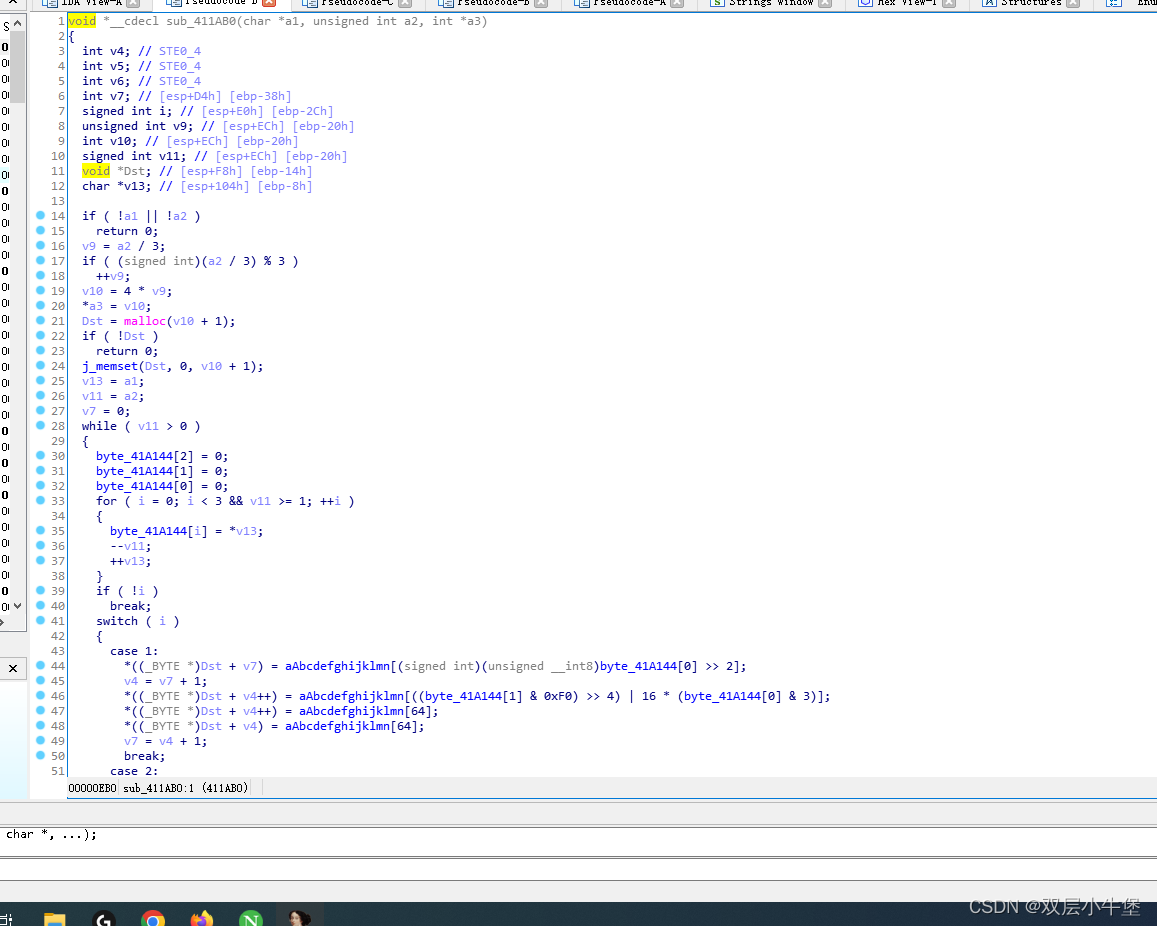 IDA View-A Pseudocode-D Pseudocode-C Pseudocode-B Pseudocode-A Strings window Hex View-1 Structures Enum
1 void *__cdecl sub_411AB0(char *a1, unsigned int a2, int *a3)
2 {
3 int v4; // STE0_4
4 int v5; // STE0_4
5 int v6; // STE0_4
6 int v7; // [esp+D4h] [ebp-38h]
7 signed int i; // [esp+E0h] [ebp-2Ch]
8 unsigned int v9; // [esp+ECh] [ebp-20h]
9 int v10; // [esp+ECh] [ebp-20h]
10 signed int v11; // [esp+ECh] [ebp-20h]
11 void *Dst; // [esp+F8h] [ebp-14h]
12 char *v13; // [esp+104h] [ebp-8h]
13
14 if ( !a1 || !a2 )
15 return 0;
16 v9 = a2 / 3;
17 if ( (signed int)(a2 / 3) % 3 )
18 ++v9;
19 v10 = 4 * v9;
20 *a3 = v10;
21 Dst = malloc(v10 + 1);
22 if ( !Dst )
23 return 0;
24 j_memset(Dst, 0, v10 + 1);
25 v13 = a1;
26 v11 = a2;
27 v7 = 0;
28 while ( v11 > 0 )
29 {
30 byte_41A144[2] = 0;
31 byte_41A144[1] = 0;
32 byte_41A144[0] = 0;
33 for ( i = 0; i < 3 && v11 >= 1; ++i )
34 {
35 byte_41A144[i] = *v13;
36 --v11;
37 ++v13;
38 }
39 if ( !i )
40 break;
41 switch ( i )
42 {
43 case 1:
44 *((_BYTE *)Dst + v7) = aAbcdefghijklmn[(signed int)(unsigned __int8)byte_41A144[0] >> 2];
45 v4 = v7 + 1;
46 *((_BYTE *)Dst + v4++) = aAbcdefghijklmn[((byte_41A144[1] & 0xF0) >> 4) | 16 * (byte_41A144[0] & 3)];
47 *((_BYTE *)Dst + v4++) = aAbcdefghijklmn[64];
48 *((_BYTE *)Dst + v4) = aAbcdefghijklmn[64];
49 v7 = v4 + 1;
50 break;
51 case 2:
00000EB0 sub_411AB0:1 (411AB0)
char *, ...);
CSDN @双层小牛堡